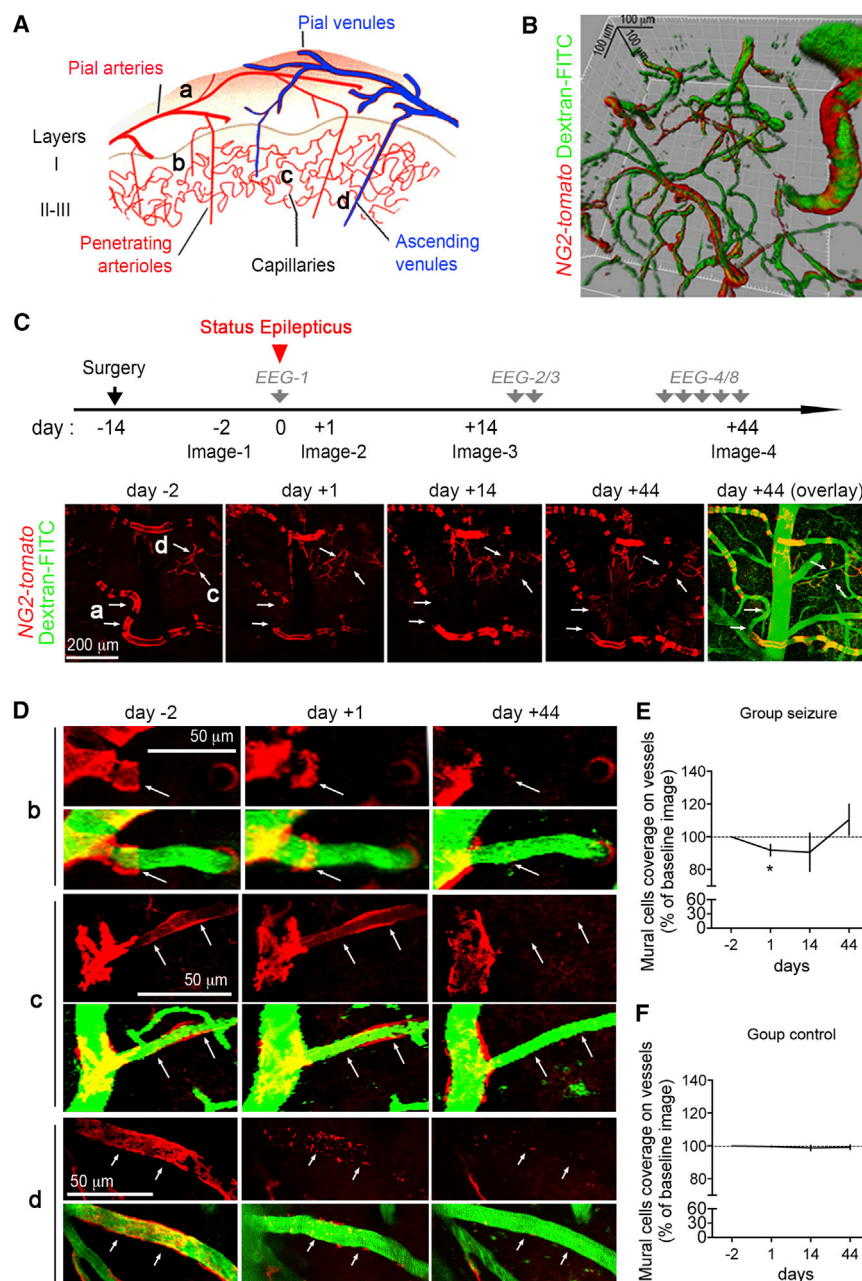 A
Pial venules
Pial arteries
a
Layers
I
b
c
II-III
d
Penetrating
arterioles
Capillaries
Ascending
venules
B
100 µm
100 µm
100 µm
NG2-tomato Dextran-FITC
C
Status Epilepticus
Surgery
EEG-1
EEG-2/3
EEG-4/8
day :
-14
-2
0
+1
+14
+44
Image-1
Image-2
Image-3
Image-4
day -2
day +1
day +14
day +44
day +44 (overlay)
NG2-tomato
Dextran-FITC
d
a
c
200 µm
D
day -2
day +1
day +44
50 µm
b
50 µm
c
50 µm
d
E
Group seizure
Mural cells coverage on vessels
(% of baseline image)
140
120
100
80
60
30
0
*
-2
1
14
44
days
F
Goup control
Mural cells coverage on vessels
(% of baseline image)
140
120
100
80
60
30
0
-2
1
14
44
days